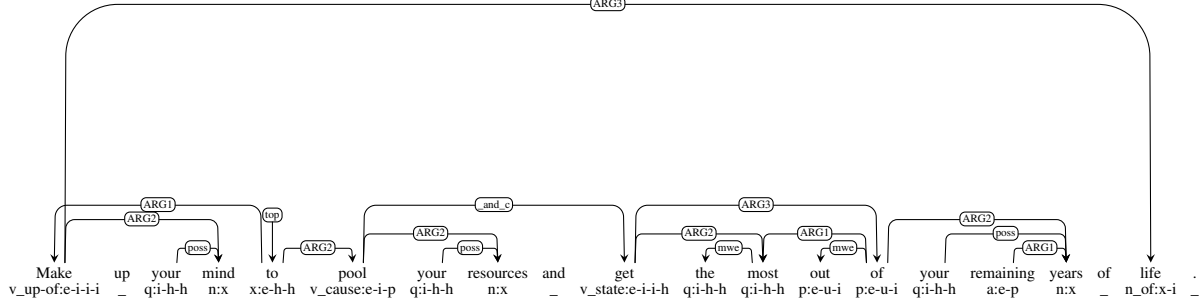 ARG3
ARG1 top _and_c ARG3
ARG2 ARG2
poss ARG2 ARG2 poss ARG2 ARG1 poss
poss mwe mwe ARG1
Make up your mind to pool your resources and get the most out of your remaining years of life .
v_up-of:e-i-i-i _ q:i-h-h n:x x:e-h-h v_cause:e-i-p q:i-h-h n:x _ v_state:e-i-i-h q:i-h-h q:i-h-h p:e-u-i p:e-u-i q:i-h-h a:e-p n:x _ n_of:x-i _